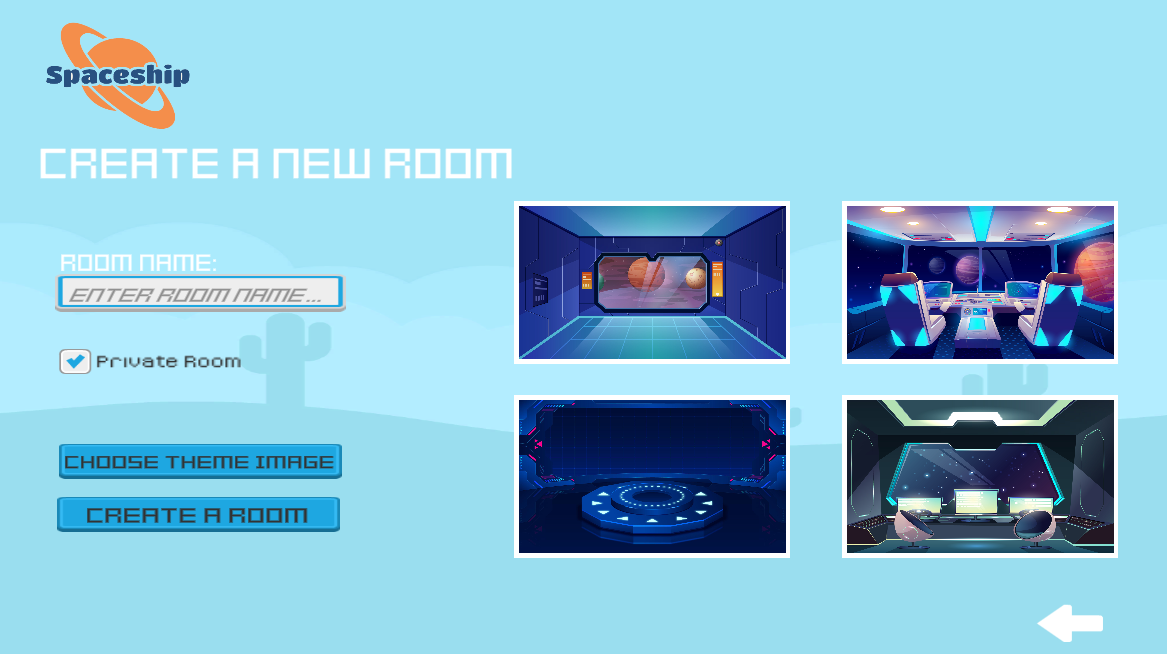 Spaceship
CREATE A NEW ROOM
ROOM NAME:
ENTER ROOM NAME...
Private Room
CHOOSE THEME IMAGE
CREATE A ROOM